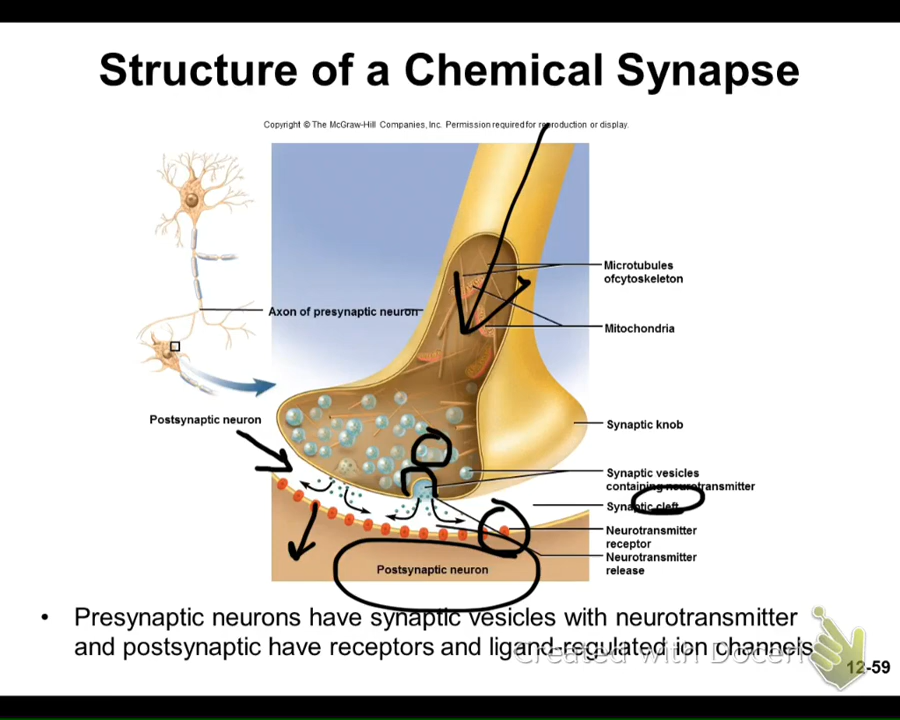 Structure of a Chemical Synapse
Copyright © The McGraw-Hill Companies, Inc. Permission required for reproduction or display.
Microtubules
ofcytoskeleton
Axon of presynaptic neuron
Mitochondria
Postsynaptic neuron
Synaptic knob
Synaptic vesicles
containing neurotransmitter
Synaptic cleft
Neurotransmitter
receptor
Neurotransmitter
release
Postsynaptic neuron
• Presynaptic neurons have synaptic vesicles with neurotransmitter
and postsynaptic have receptors and ligand-regulated ion channels
Created with Doceri
12-59